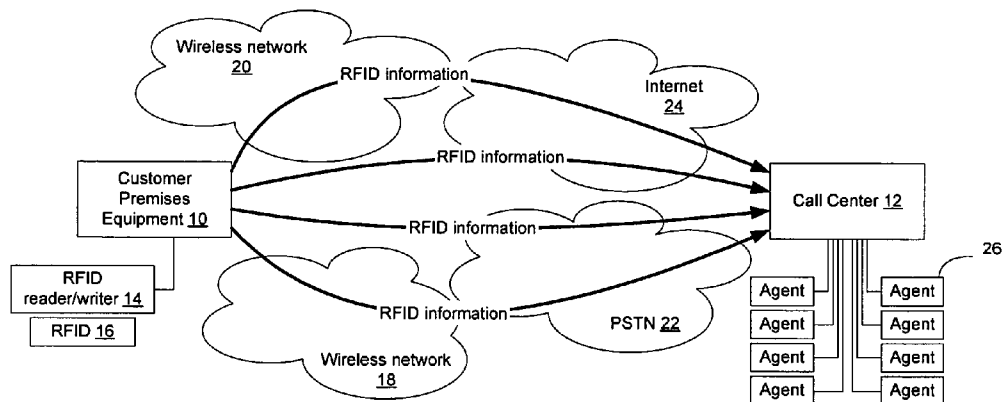 Wireless network
20
RFID information
Internet
24
RFID information
Customer
Premises
Equipment 10
Call Center 12
RFID information
26
RFID
reader/writer 14
RFID 16
RFID information
PSTN 22
Wireless network
18
Agent
Agent
Agent
Agent
Agent
Agent
Agent
Agent